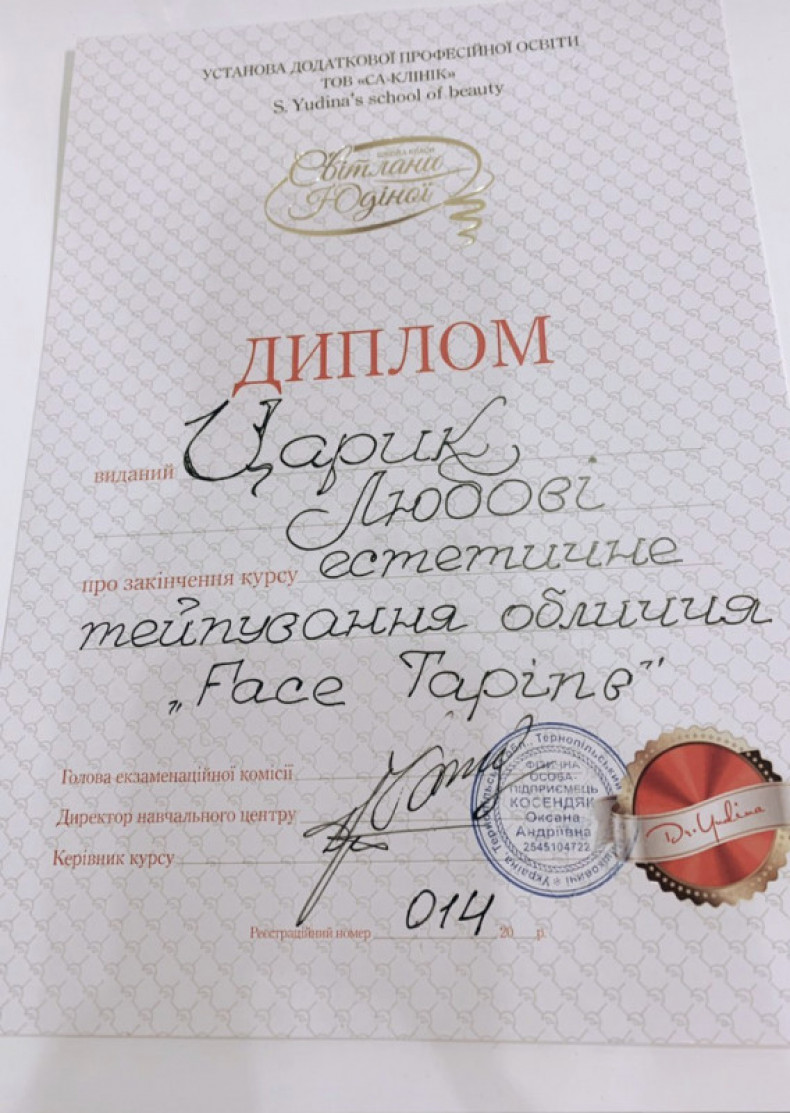 УСТАНОВА ДОДАТКОВОЇ ПРОФЕСІЙНОЇ ОСВІТИ
ТОВ «СА-КЛІНІК»
S. Yudina's school of beauty
Світлани
Юдіної
ДИПЛОМ
виданий Царик
Любові
про закінчення курсу естетичне
тейпування обличчя
„Face Taping"
Голова екзаменаційної комісії
Директор навчального центру
Керівник курсу
Тернопільський
ФІЗИЧНА
ОСОБА-
ПІДПРИЄМЕЦЬ
КОСЕНДЯК
Оксана
Андріївна
2545104722
Україна
Dr. Yudina
Реєстраційний номер 014 20 р.